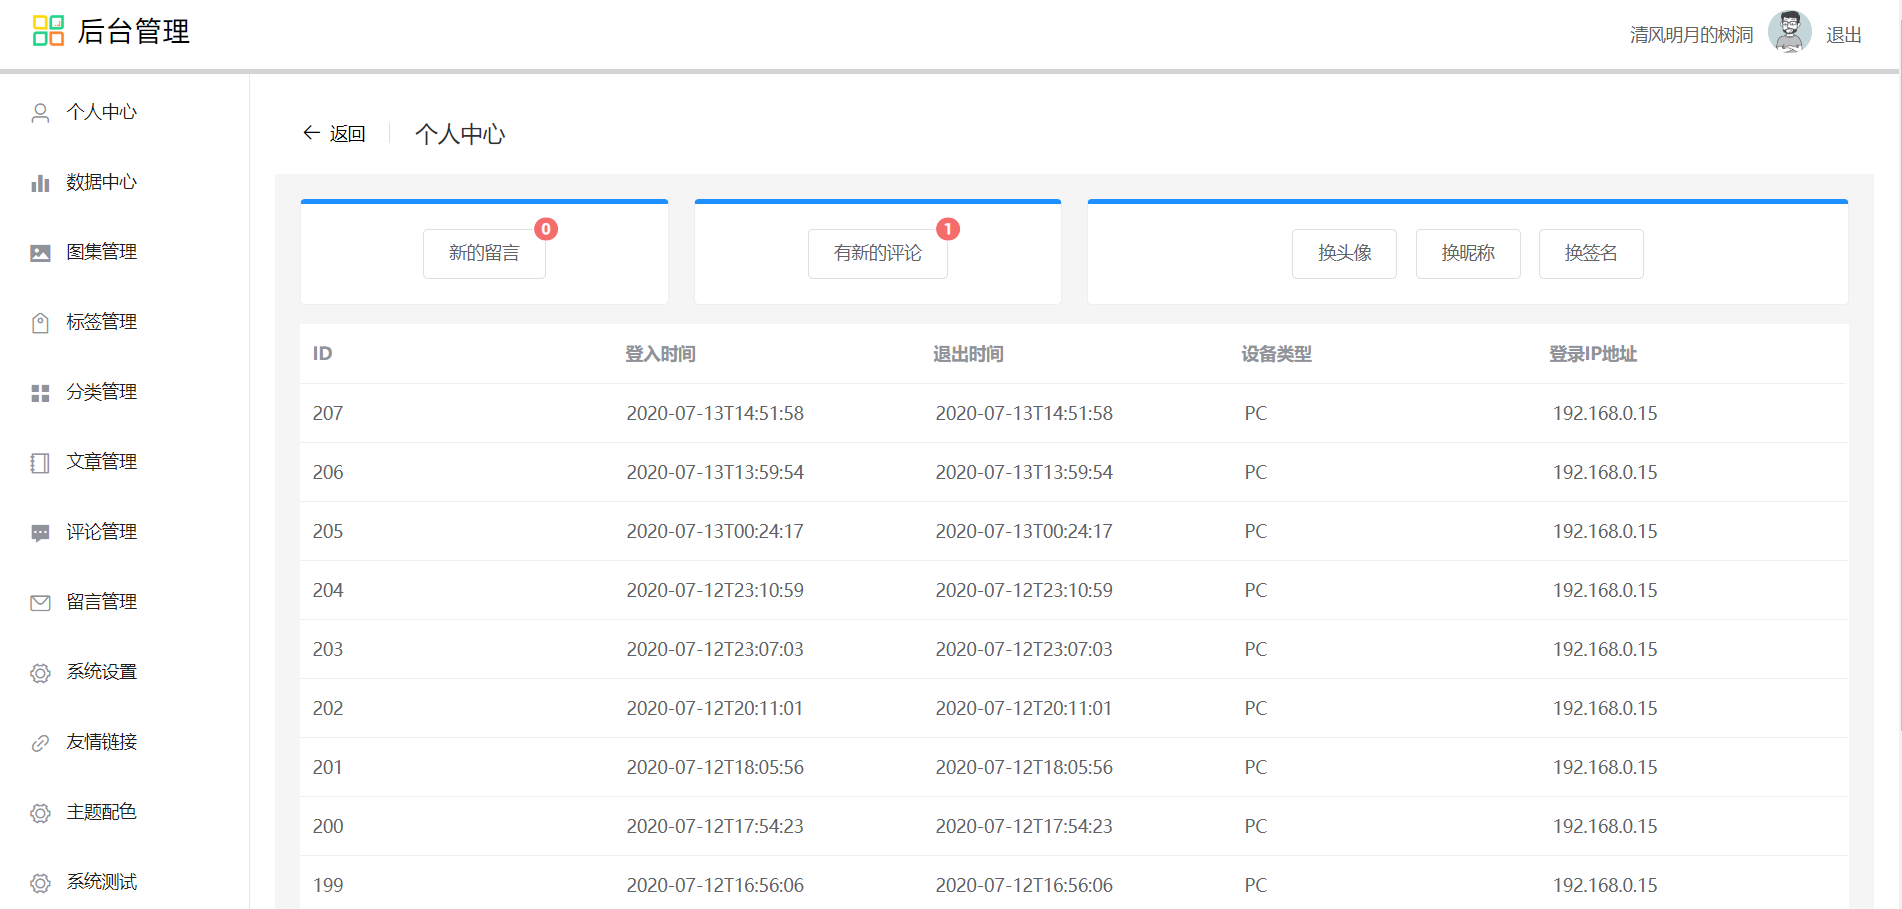 后台管理
清风明月的树洞 退出
个人中心
数据中心
图集管理
标签管理
分类管理
文章管理
评论管理
留言管理
系统设置
友情链接
主题配色
系统测试
返回 个人中心
新的留言 0
有新的评论 1
换头像 换昵称 换签名
ID 登入时间 退出时间 设备类型 登录IP地址
207 2020-07-13T14:51:58 2020-07-13T14:51:58 PC 192.168.0.15
206 2020-07-13T13:59:54 2020-07-13T13:59:54 PC 192.168.0.15
205 2020-07-13T00:24:17 2020-07-13T00:24:17 PC 192.168.0.15
204 2020-07-12T23:10:59 2020-07-12T23:10:59 PC 192.168.0.15
203 2020-07-12T23:07:03 2020-07-12T23:07:03 PC 192.168.0.15
202 2020-07-12T20:11:01 2020-07-12T20:11:01 PC 192.168.0.15
201 2020-07-12T18:05:56 2020-07-12T18:05:56 PC 192.168.0.15
200 2020-07-12T17:54:23 2020-07-12T17:54:23 PC 192.168.0.15
199 2020-07-12T16:56:06 2020-07-12T16:56:06 PC 192.168.0.15